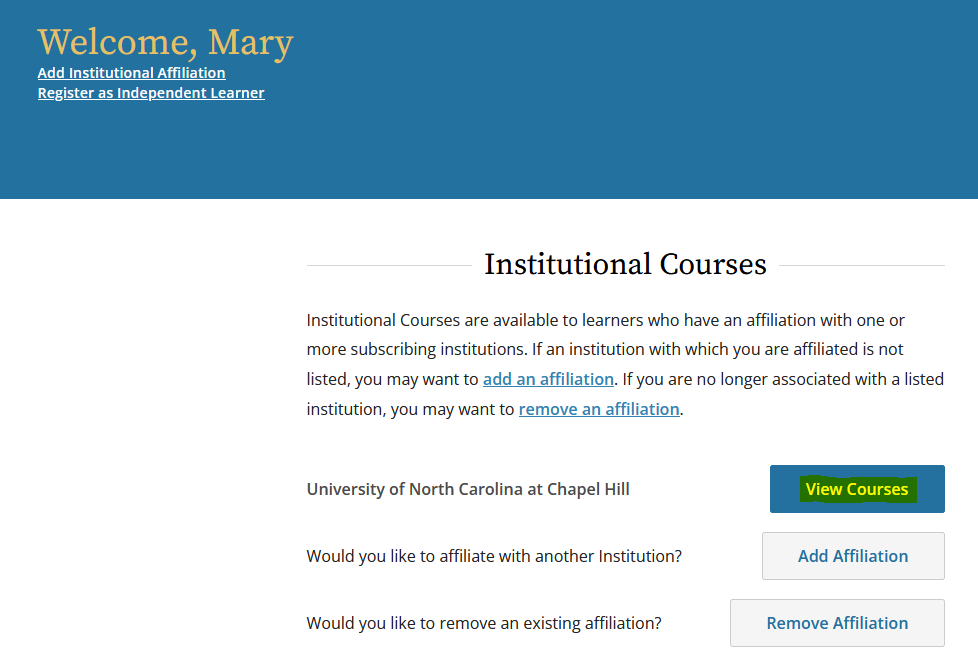 Welcome, Mary
Add Institutional Affiliation
Register as Independent Learner
Institutional Courses
Institutional Courses are available to learners who have an affiliation with one or
more subscribing institutions. If an institution with which you are affiliated is not
listed, you may want to add an affiliation. If you are no longer associated with a listed
institution, you may want to remove an affiliation.
University of North Carolina at Chapel Hill
View Courses
Would you like to affiliate with another Institution?
Add Affiliation
Would you like to remove an existing affiliation?
Remove Affiliation